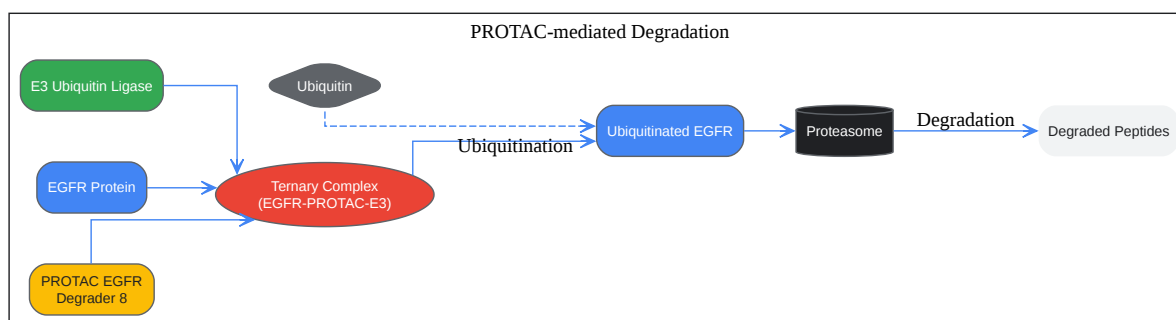 PROTAC-mediated Degradation
E3 Ubiquitin Ligase
Ubiquitin
Ubiquitinated EGFR
Proteasome
Degradation
Degraded Peptides
Ubiquitination
EGFR Protein
Ternary Complex
(EGFR-PROTAC-E3)
PROTAC EGFR
Degrader 8